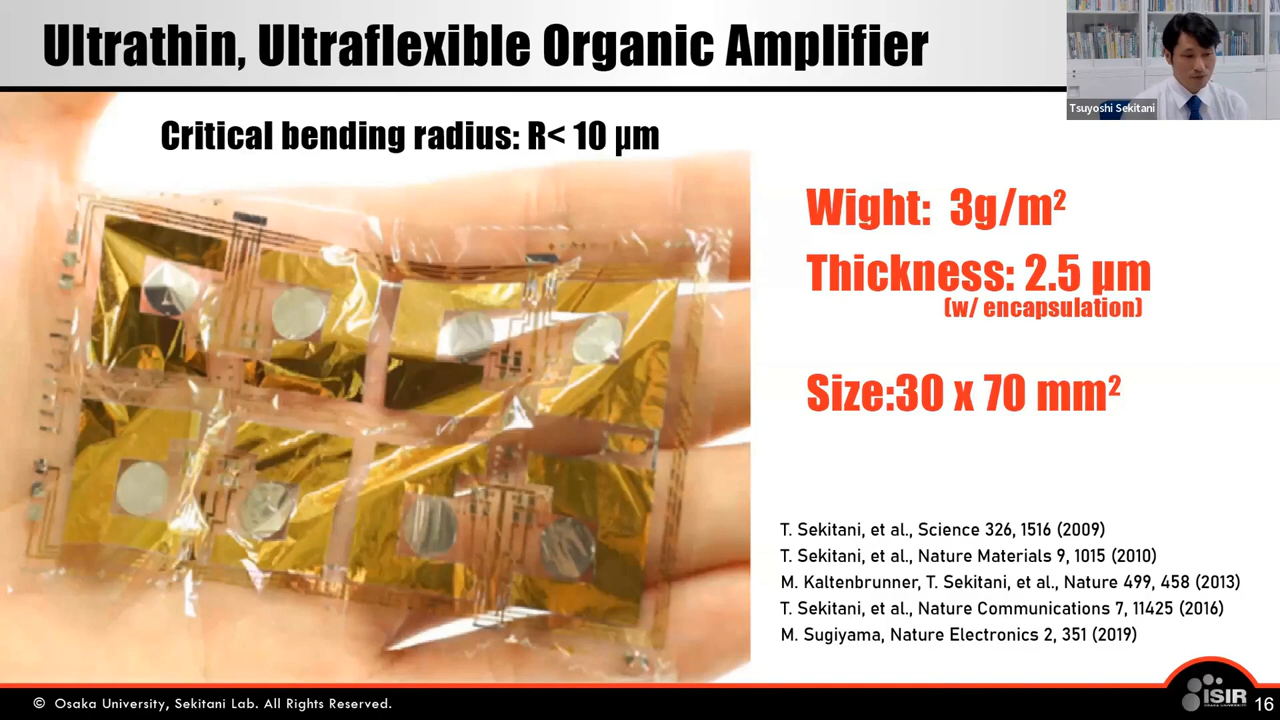 Ultrathin, Ultraflexible Organic Amplifier
Tsuyoshi Sekitani
Critical bending radius: R< 10 µm
Wight: 3g/m²
Thickness: 2.5 µm
(w/ encapsulation)
Size:30 x 70 mm²
T. Sekitani, et al., Science 326, 1516 (2009)
T. Sekitani, et al., Nature Materials 9, 1015 (2010)
M. Kaltenbrunner, T. Sekitani, et al., Nature 499, 458 (2013)
T. Sekitani, et al., Nature Communications 7, 11425 (2016)
M. Sugiyama, Nature Electronics 2, 351 (2019)
© Osaka University, Sekitani Lab. All Rights Reserved.
ISIR
OSAKA UNIVERSITY
16